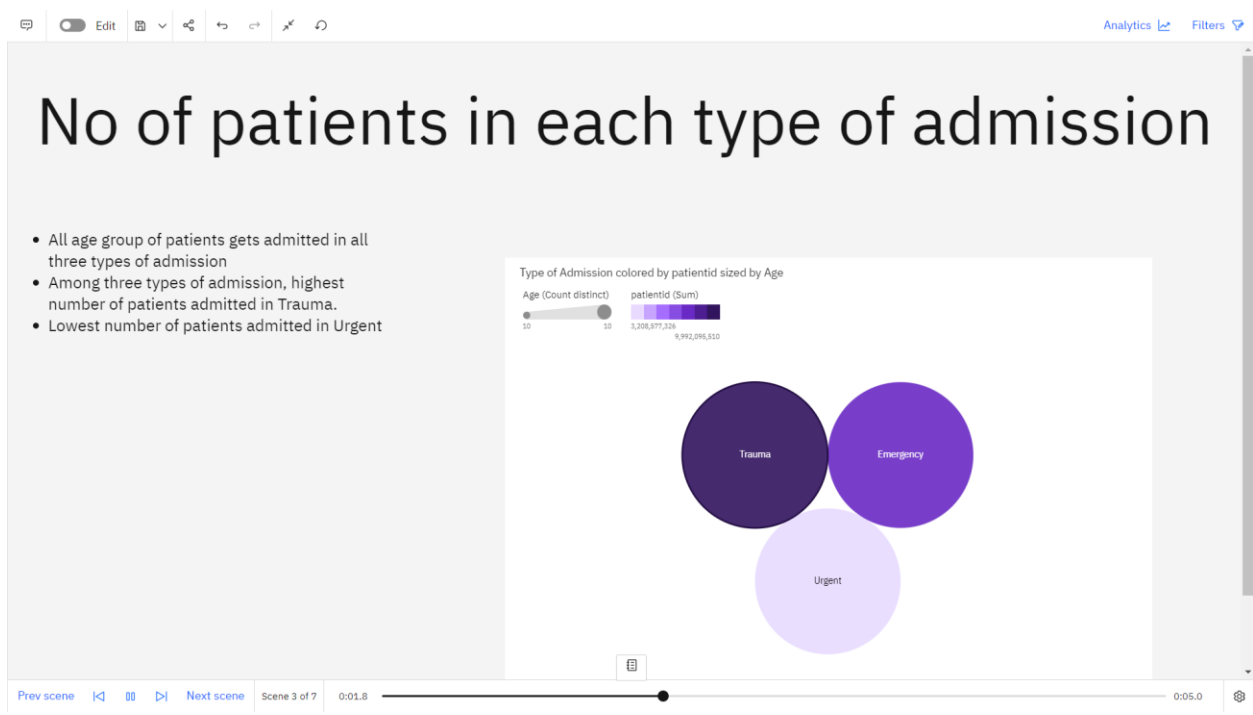 Edit
Analytics
Filters
No of patients in each type of admission
• All age group of patients gets admitted in all
three types of admission
• Among three types of admission, highest
number of patients admitted in Trauma.
• Lowest number of patients admitted in Urgent
Type of Admission colored by patientid sized by Age
Age (Count distinct) patientid (Sum)
10 10 3,208,877,326
9,992,095,510
Trauma
Emergency
Urgent
Prev scene Next scene Scene 3 of 7 0:01.8 0:05.0